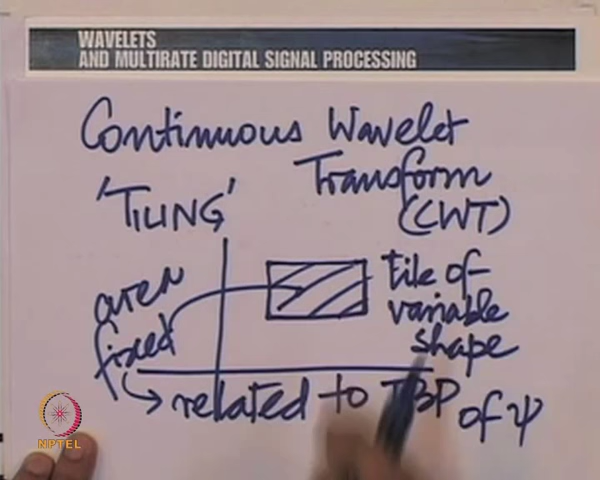 WAVELETS
AND MULTIRATE DIGITAL SIGNAL PROCESSING
Continuous Wavelet
Transform
'TILING' (CWT)
area fixed
tile of
variable
shape
related to TBP of ψ
NPTEL